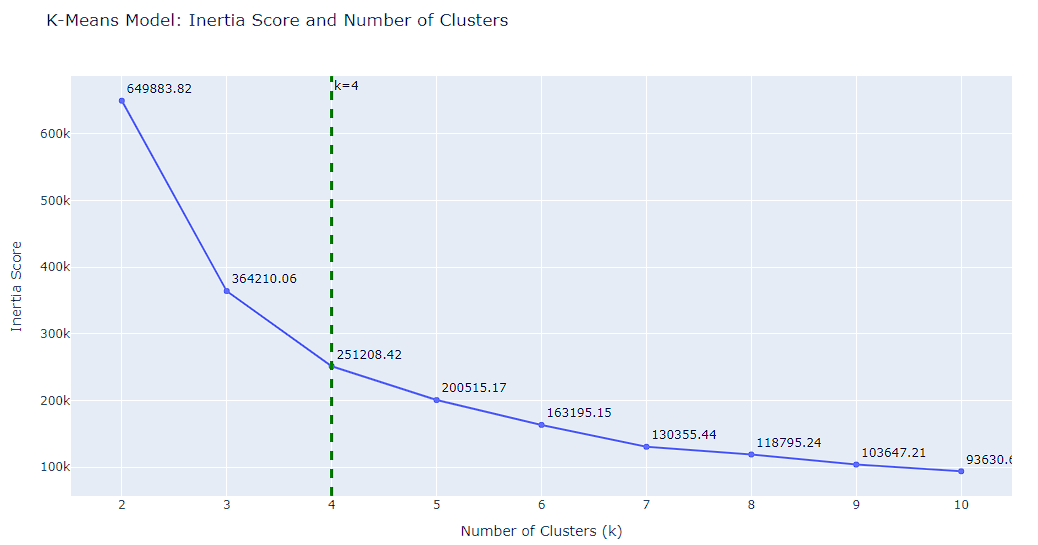 K-Means Model: Inertia Score and Number of Clusters
k=4
649883.82
364210.06
251208.42
200515.17
163195.15
130355.44
118795.24
103647.21
93630.6
600k
500k
400k
300k
200k
100k
Inertia Score
2 3 4 5 6 7 8 9 10
Number of Clusters (k)